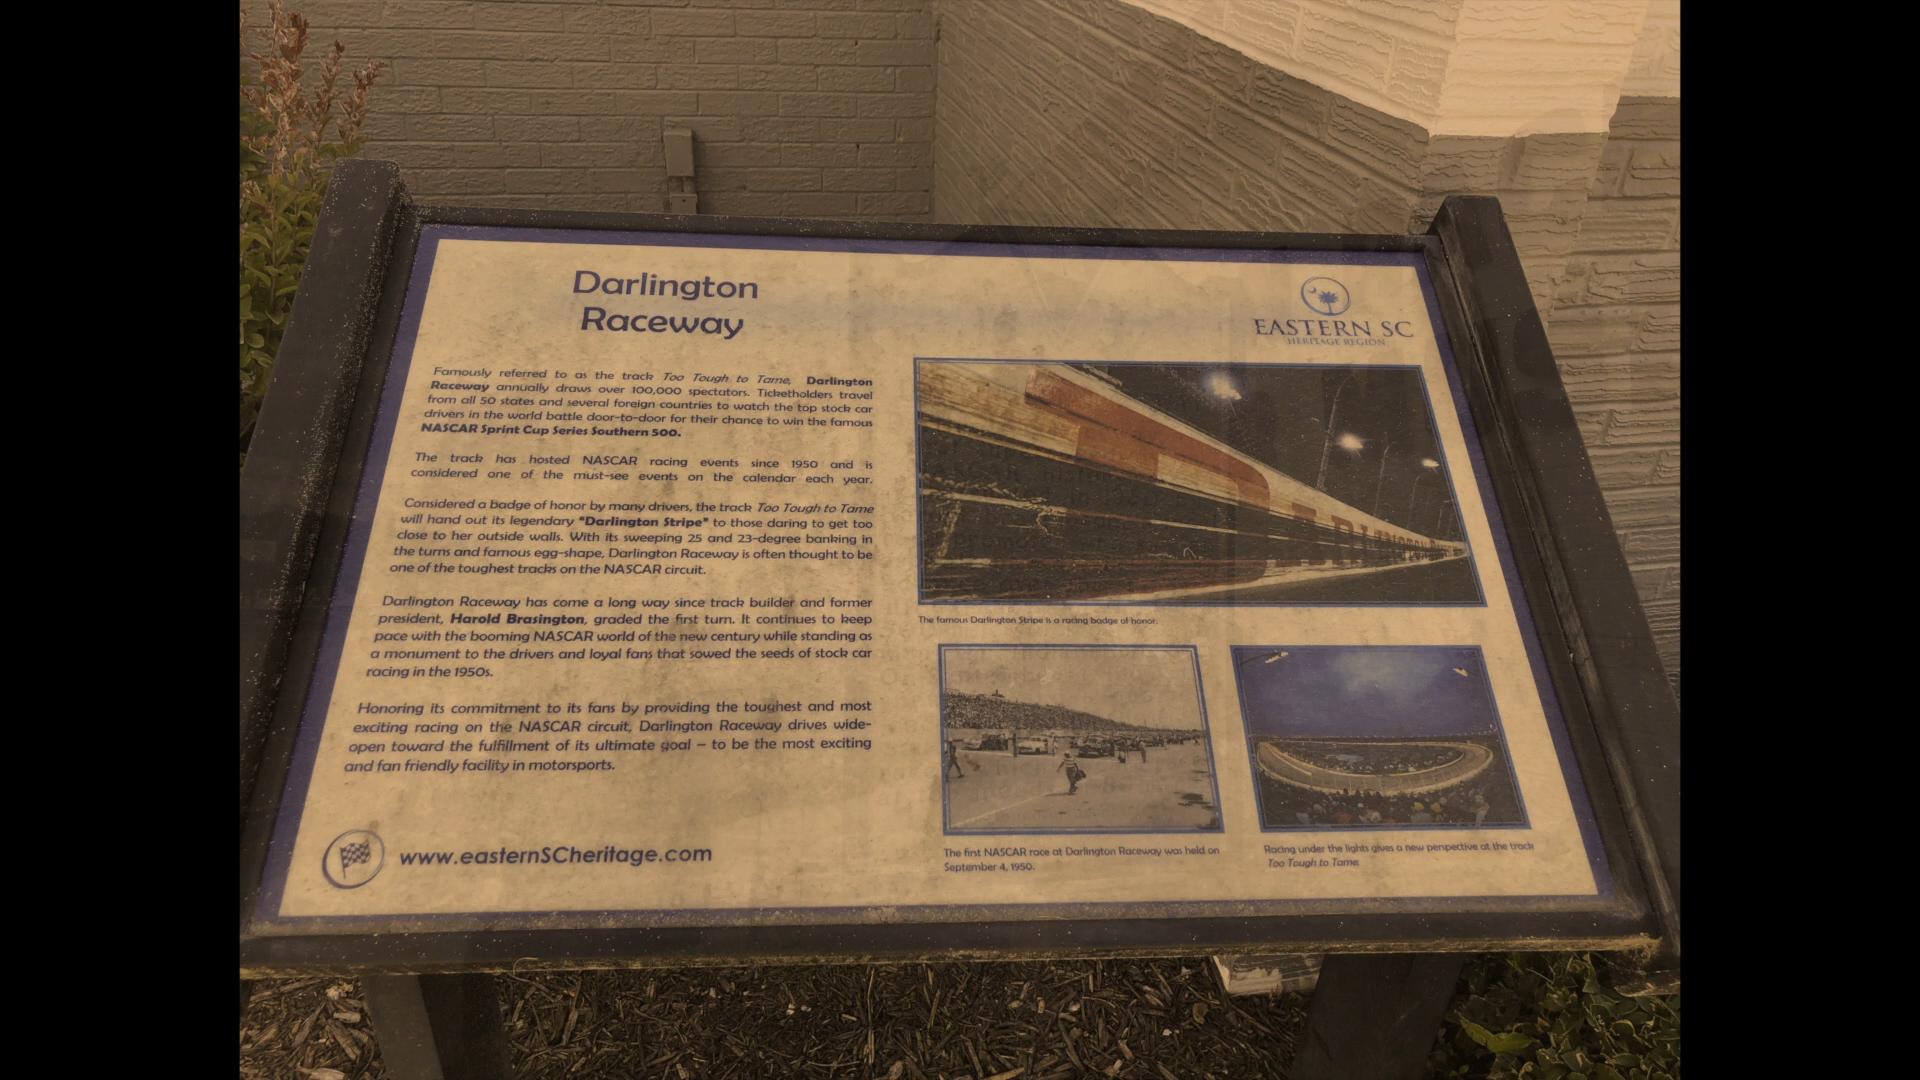 Darlington
Raceway
EASTERN SC
HERITAGE REGION
Famously referred to as the track Too Tough to Tame, Darlington
Raceway annually draws over 100,000 spectators. Ticketholders travel
from all 50 states and several foreign countries to watch the top stock car
drivers in the world battle door-to-door for their chance to win the famous
NASCAR Sprint Cup Series Southern 500.
The track has hosted NASCAR racing events since 1950 and is
considered one of the must-see events on the calendar each year.
Considered a badge of honor by many drivers, the track Too Tough to Tame
will hand out its legendary "Darlington Stripe" to those daring to get too
close to her outside walls. With its sweeping 25 and 23-degree banking in
the turns and famous egg-shape, Darlington Raceway is often thought to be
one of the toughest tracks on the NASCAR circuit.
Darlington Raceway has come a long way since track builder and former
president, Harold Brasington, graded the first turn. It continues to keep
pace with the booming NASCAR world of the new century while standing as
a monument to the drivers and loyal fans that sowed the seeds of stock car
racing in the 1950s.
Honoring its commitment to its fans by providing the toughest and most
exciting racing on the NASCAR circuit, Darlington Raceway drives wide-
open toward the fulfillment of its ultimate goal – to be the most exciting
and fan friendly facility in motorsports.
www.easternSCheritage.com
The famous Darlington Stripe is a racing badge of honor.
The first NASCAR race at Darlington Raceway was held on
September 4, 1950.
Racing under the lights gives a new perspective at the track
Too Tough to Tame.